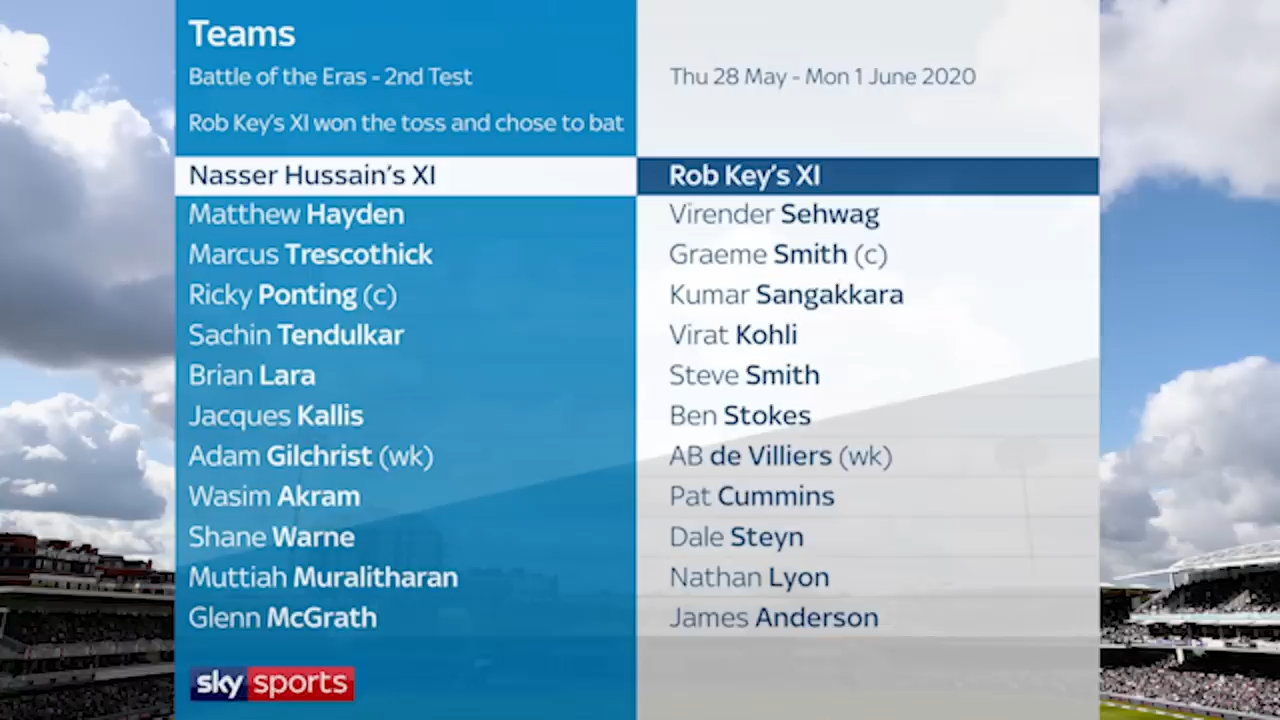 Teams
Battle of the Eras - 2nd Test
Thu 28 May - Mon 1 June 2020
Rob Key's XI won the toss and chose to bat
Nasser Hussain's XI
Matthew Hayden
Marcus Trescothick
Ricky Ponting (c)
Sachin Tendulkar
Brian Lara
Jacques Kallis
Adam Gilchrist (wk)
Wasim Akram
Shane Warne
Muttiah Muralitharan
Glenn McGrath
Rob Key's XI
Virender Sehwag
Graeme Smith (c)
Kumar Sangakkara
Virat Kohli
Steve Smith
Ben Stokes
AB de Villiers (wk)
Pat Cummins
Dale Steyn
Nathan Lyon
James Anderson
sky sports